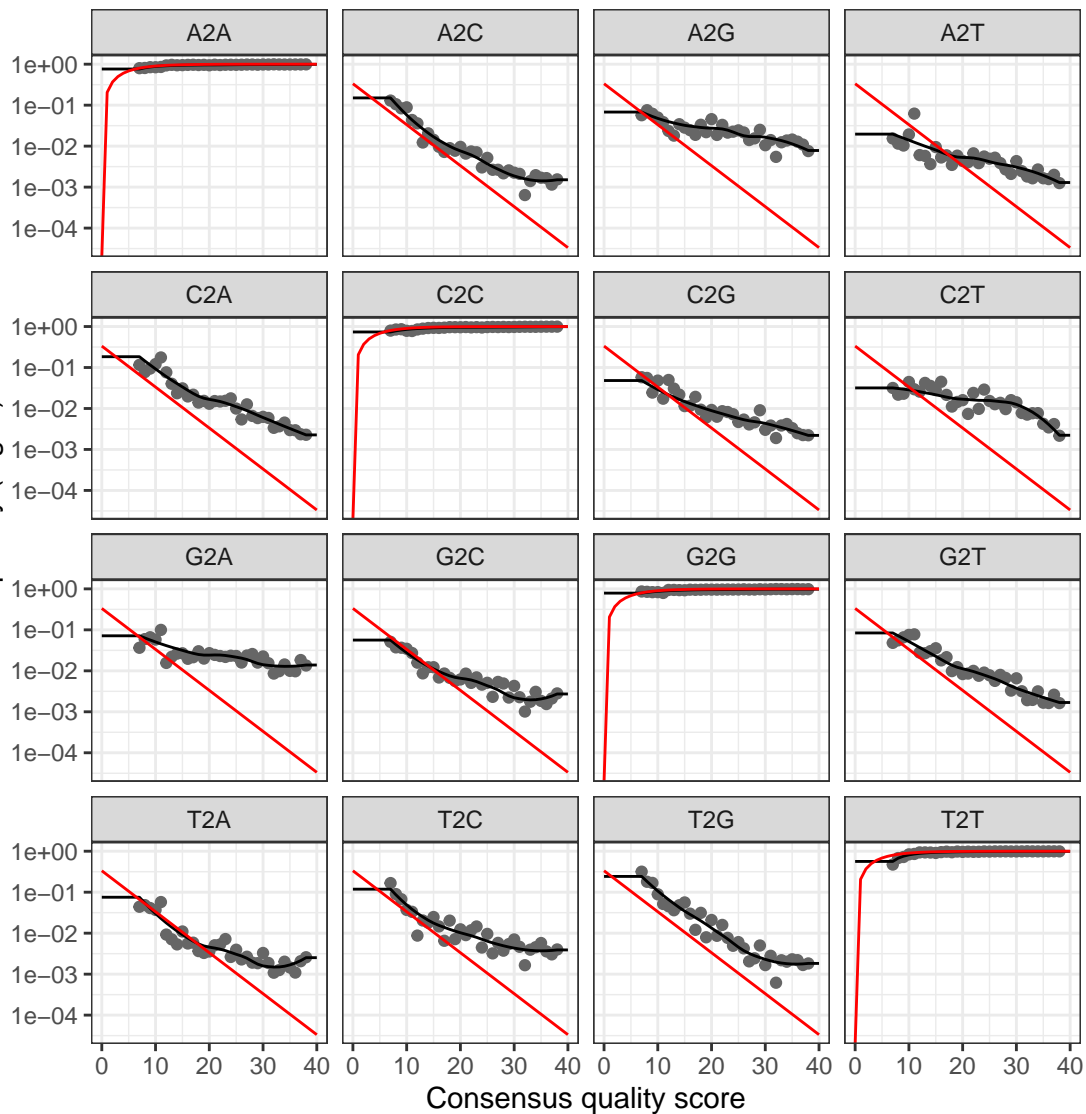 A2A A2C A2G A2T
1e+00
1e−01
1e−02
1e−03
1e−04
C2A C2C C2G C2T
1e+00
1e−01
1e−02
1e−03
1e−04
G2A G2C G2G G2T
1e+00
1e−01
1e−02
1e−03
1e−04
T2A T2C T2G T2T
1e+00
1e−01
1e−02
1e−03
1e−04
0 10 20 30 40 0 10 20 30 40 0 10 20 30 40 0 10 20 30 40
Consensus quality score